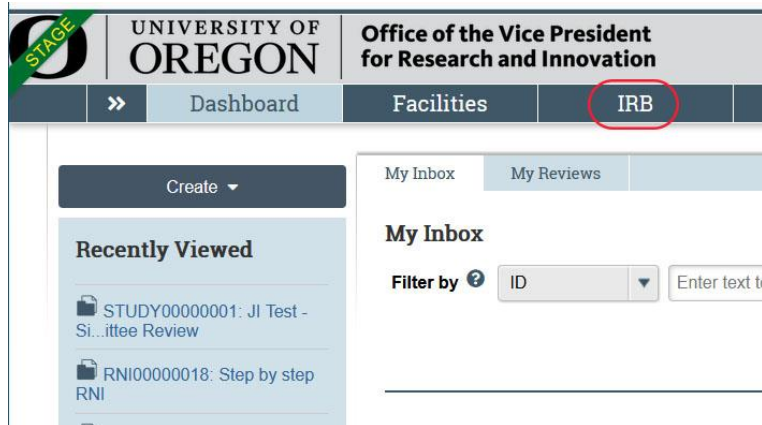 STAGE
UNIVERSITY OF
OREGON
Office of the Vice President
for Research and Innovation
» Dashboard Facilities IRB
Create
My Inbox My Reviews
Recently Viewed
STUDY00000001: JI Test -
Si...ittee Review
RNI00000018: Step by step
RNI
My Inbox
Filter by ? ID Enter text